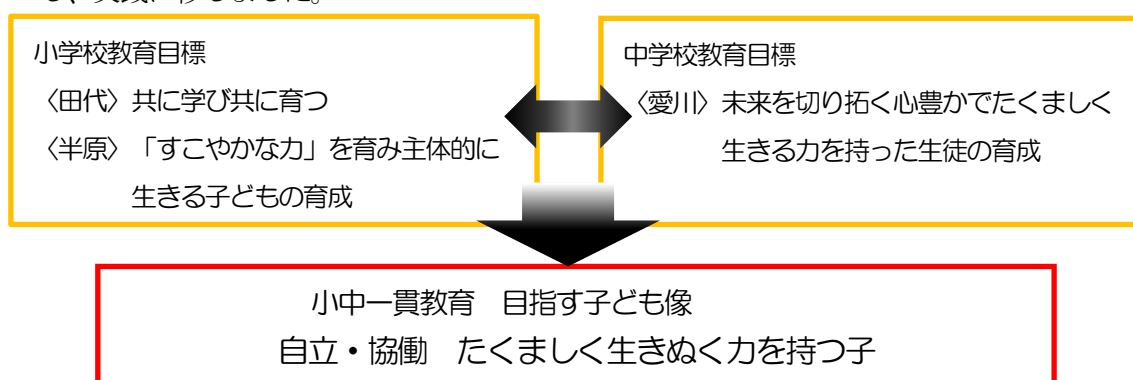 小学校教育目標
〈田代〉共に学び共に育つ
〈半原〉「すこやかな力」を育み主体的に
生きる子どもの育成
中学校教育目標
〈愛川〉未来を切り拓く心豊かでたくましく
生きる力を持った生徒の育成
小中一貫教育　目指す子ども像
自立・協働　たくましく生きぬく力を持つ子